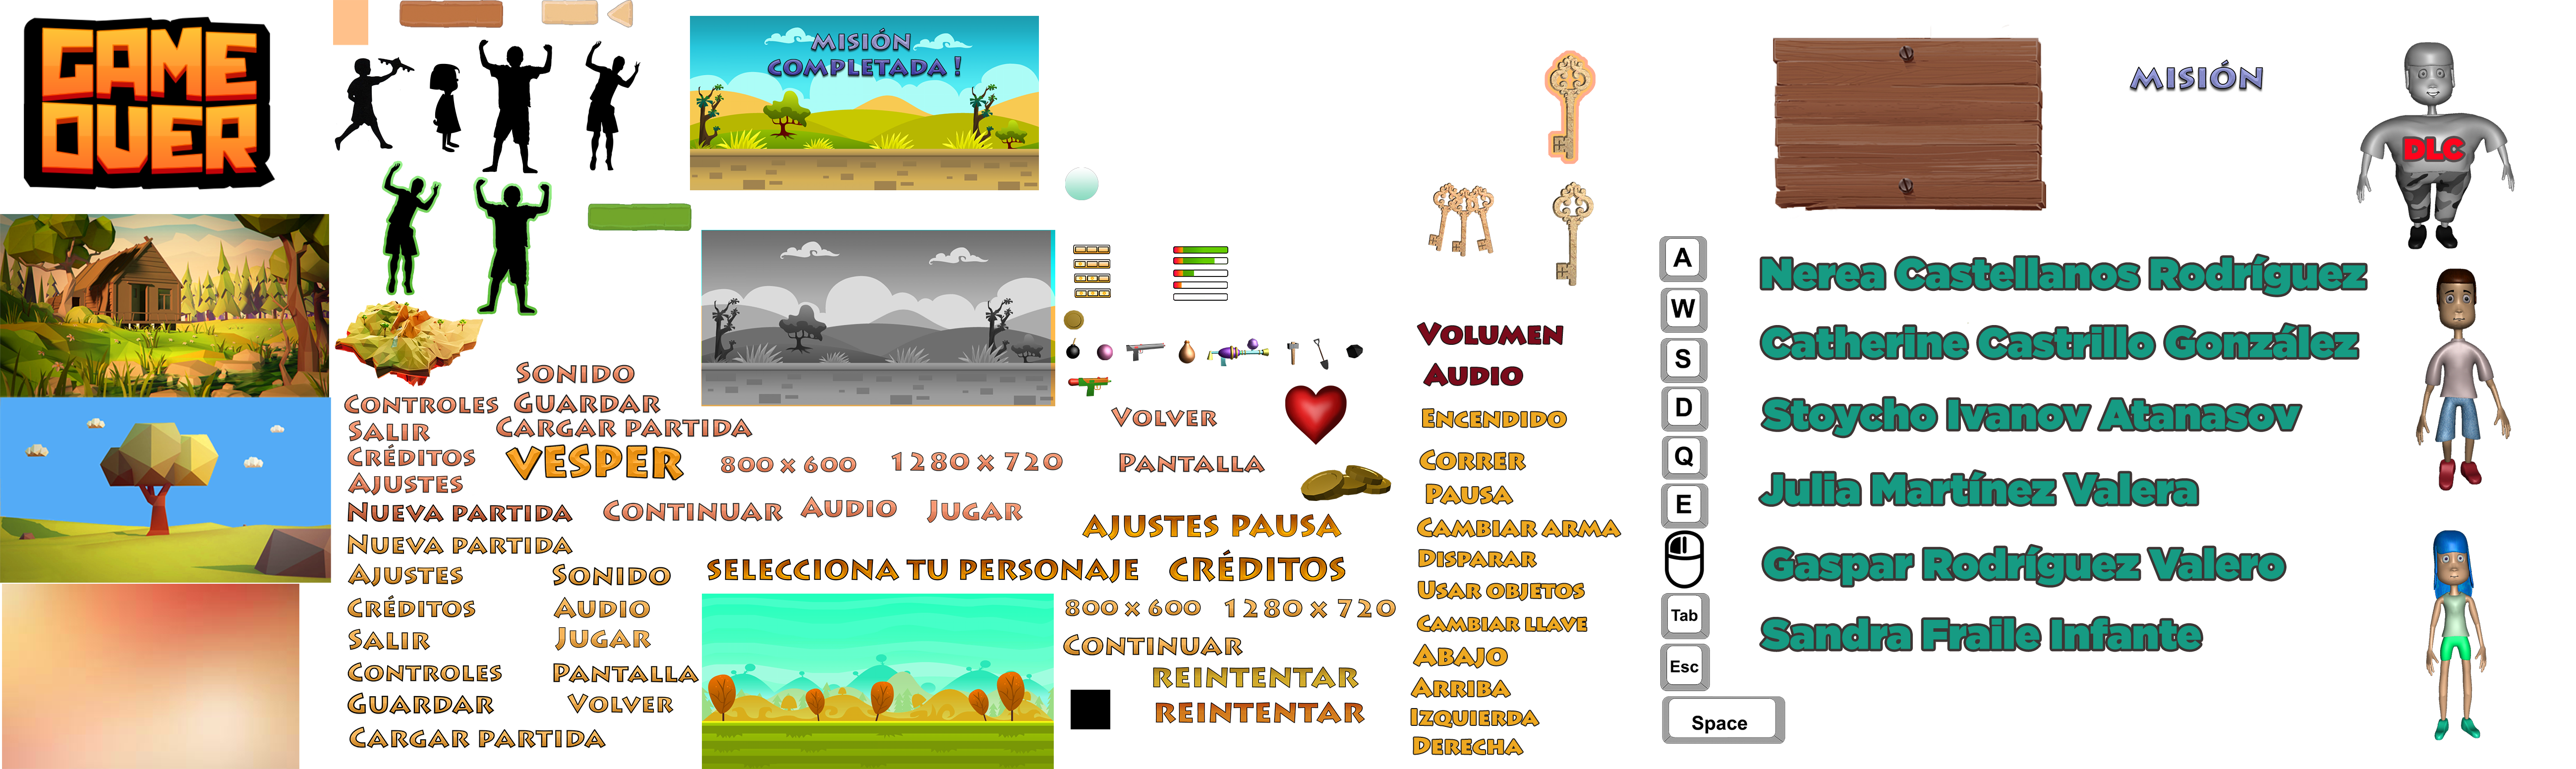 GAME
OVER
MISIÓN
COMPLETADA!
SONIDO
CONTROLES
GUARDAR
SALIR
CARGAR PARTIDA
CRÉDITOS
VESPER
800 x 600
1280 x 720
AJUSTES
NUEVA PARTIDA
CONTINUAR
AUDIO
JUGAR
NUEVA PARTIDA
AJUSTES
SONIDO
CRÉDITOS
AUDIO
SALIR
JUGAR
CONTROLES
PANTALLA
GUARDAR
VOLVER
CARGAR PARTIDA
VOLVER
PANTALLA
AJUSTES PAUSA
SELECCIONA TU PERSONAJE
CRÉDITOS
800 x 600
1280 x 720
CONTINUAR
REINTENTAR
REINTENTAR
VOLUMEN
AUDIO
ENCENDIDO
CORRER
PAUSA
CAMBIAR ARMA
DISPARAR
USAR OBJETOS
CAMBIAR LLAVE
ABAJO
ARRIBA
IZQUIERDA
DERECHA
A
W
S
D
Q
E
Tab
Esc
Space
MISIÓN
DLC
Nerea Castellanos Rodríguez
Catherine Castrillo González
Stoycho Ivanov Atanasov
Julia Martínez Valera
Gaspar Rodríguez Valero
Sandra Fraile Infante